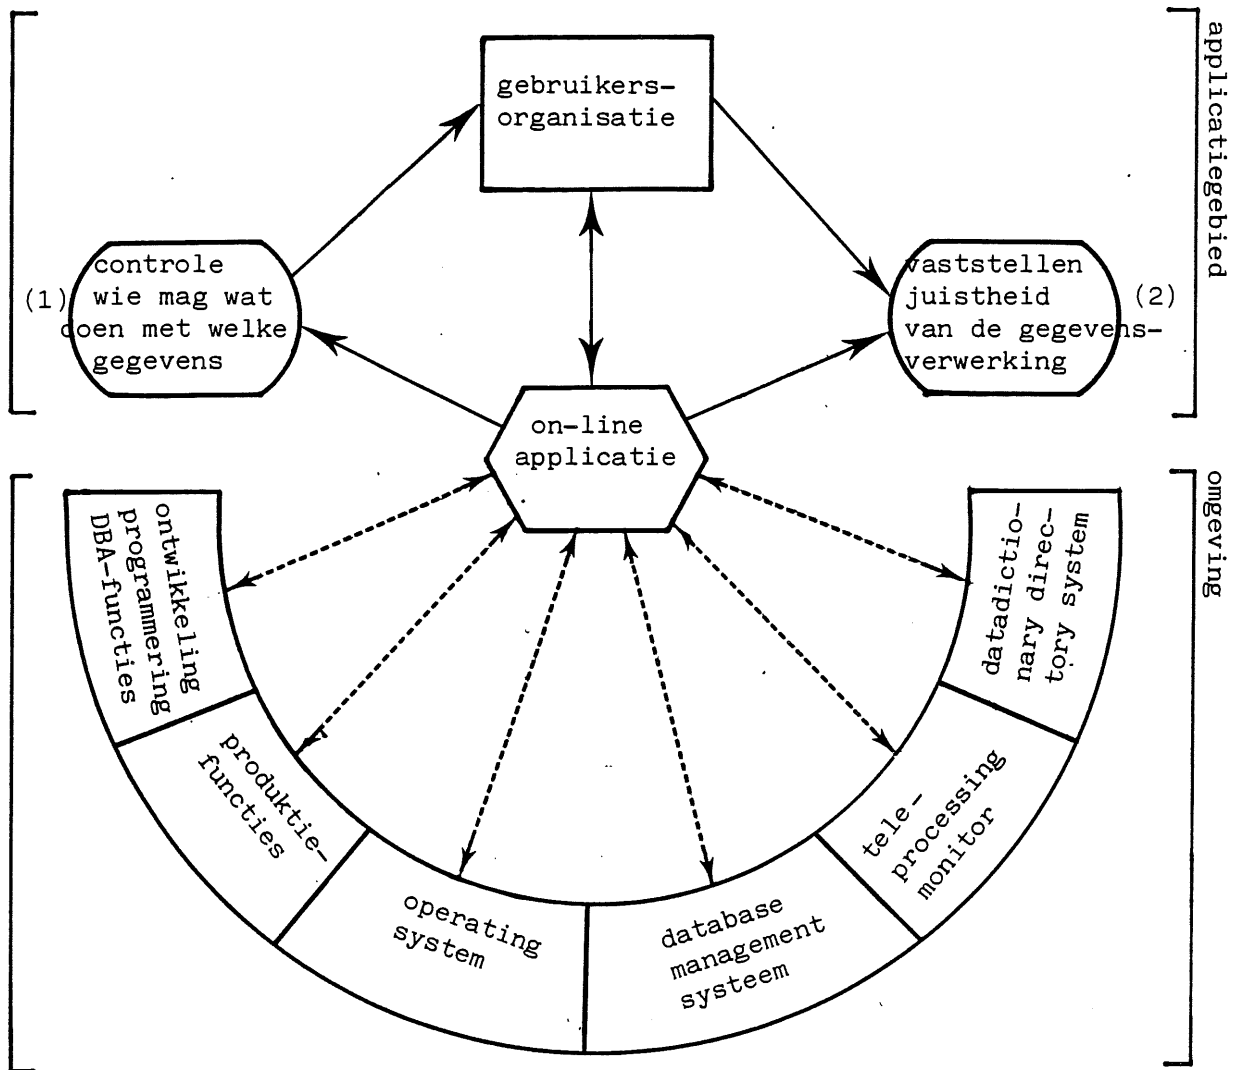 applicatiegebied
gebruikers-
organisatie
(1)
controle
wie mag wat
doen met welke
gegevens
vaststellen
juistheid
van de gegevens-
verwerking
(2)
on-line
applicatie
omgeving
ontwikkeling
programmering
DBA-functies
produktie-
functies
operating
system
database
management
systeem
tele-
processing
monitor
datadictio-
nary direc-
tory system